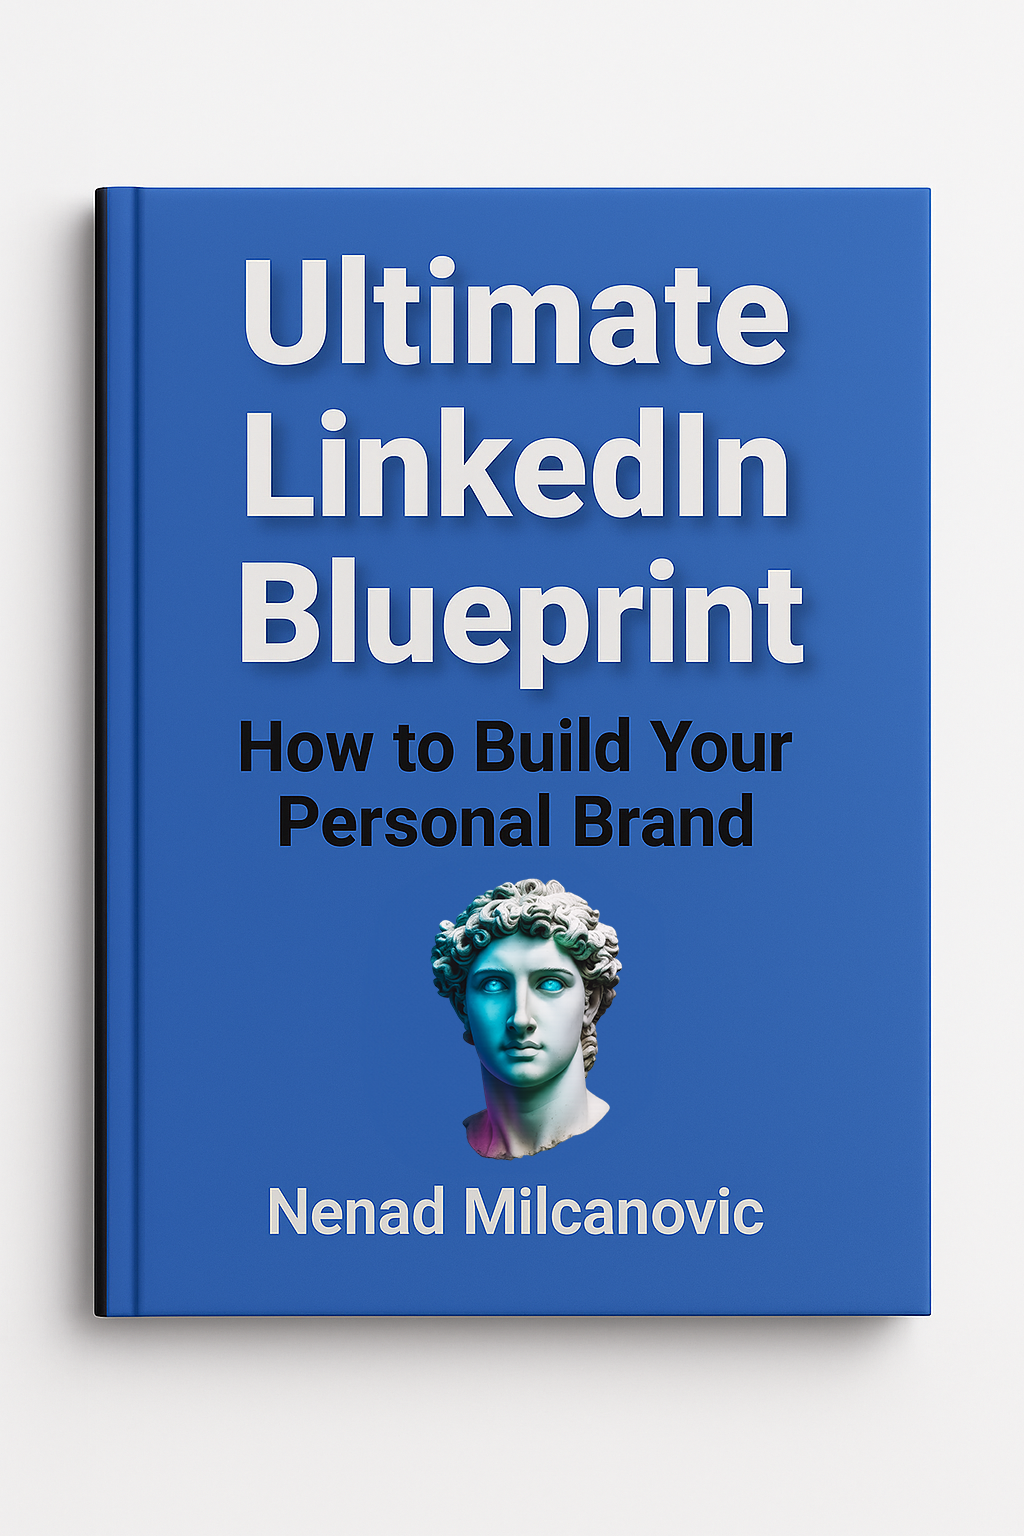 Ultimate
LinkedIn
Blueprint
How to Build Your
Personal Brand
Nenad Milcanovic